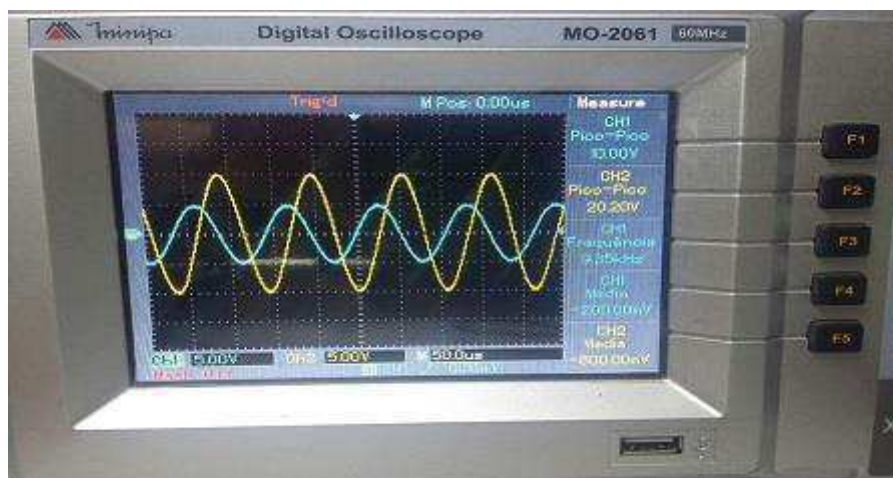 Minipa Digital Oscilloscope MO-2061 60MHz
Trig'd M Pos: 0.00us Measure
CH1
Pico-Pico
10.00V
CH2
Pico-Pico
20.20V
CH1
Frequência
CH1
Média
-200.00mV
CH2
Média
-800.00mV
CH1 5.00V CH2 5.00V M 50.0us
F1
F2
F3
F4
F5